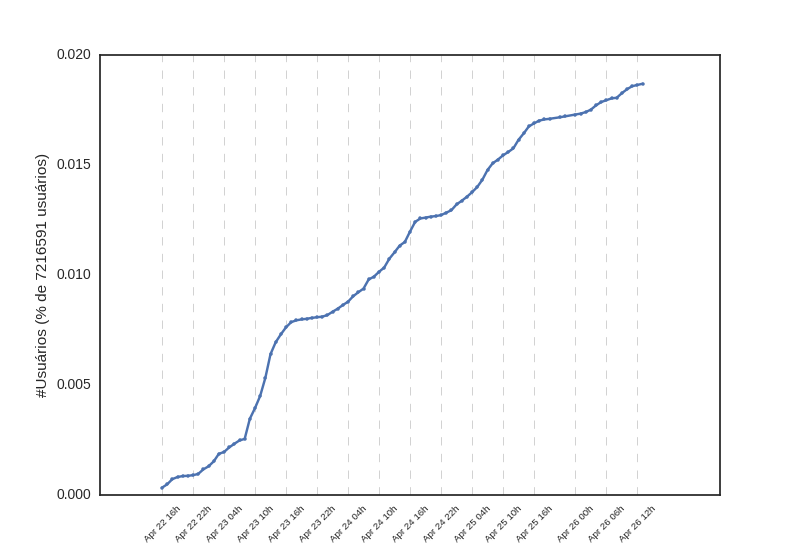 0.020
0.015
0.010
0.005
0.000
#Usuários (% de 7216591 usuários)
Apr 22 16h
Apr 22 22h
Apr 23 04h
Apr 23 10h
Apr 23 16h
Apr 23 22h
Apr 24 04h
Apr 24 10h
Apr 24 16h
Apr 24 22h
Apr 25 04h
Apr 25 10h
Apr 25 16h
Apr 26 00h
Apr 26 06h
Apr 26 12h